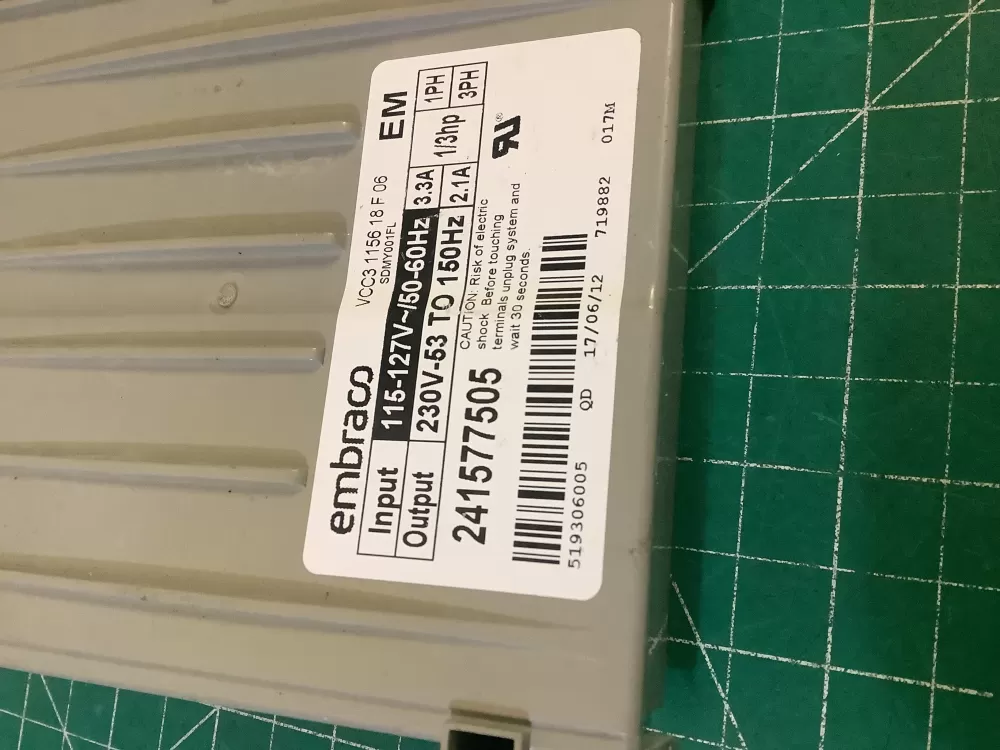 embraco
VCC3 1156 18 F 06
SDMY001FL
EM
Input 115-127V~/50-60Hz 3.3A 1/3hp 1PH
Output 230V-53 TO 150Hz 2.1A 3PH
241577505
CAUTION: Risk of electric
shock. Before touching
terminals unplug system and
wait 30 seconds.
519306005 QD 17/06/12 719882 017M